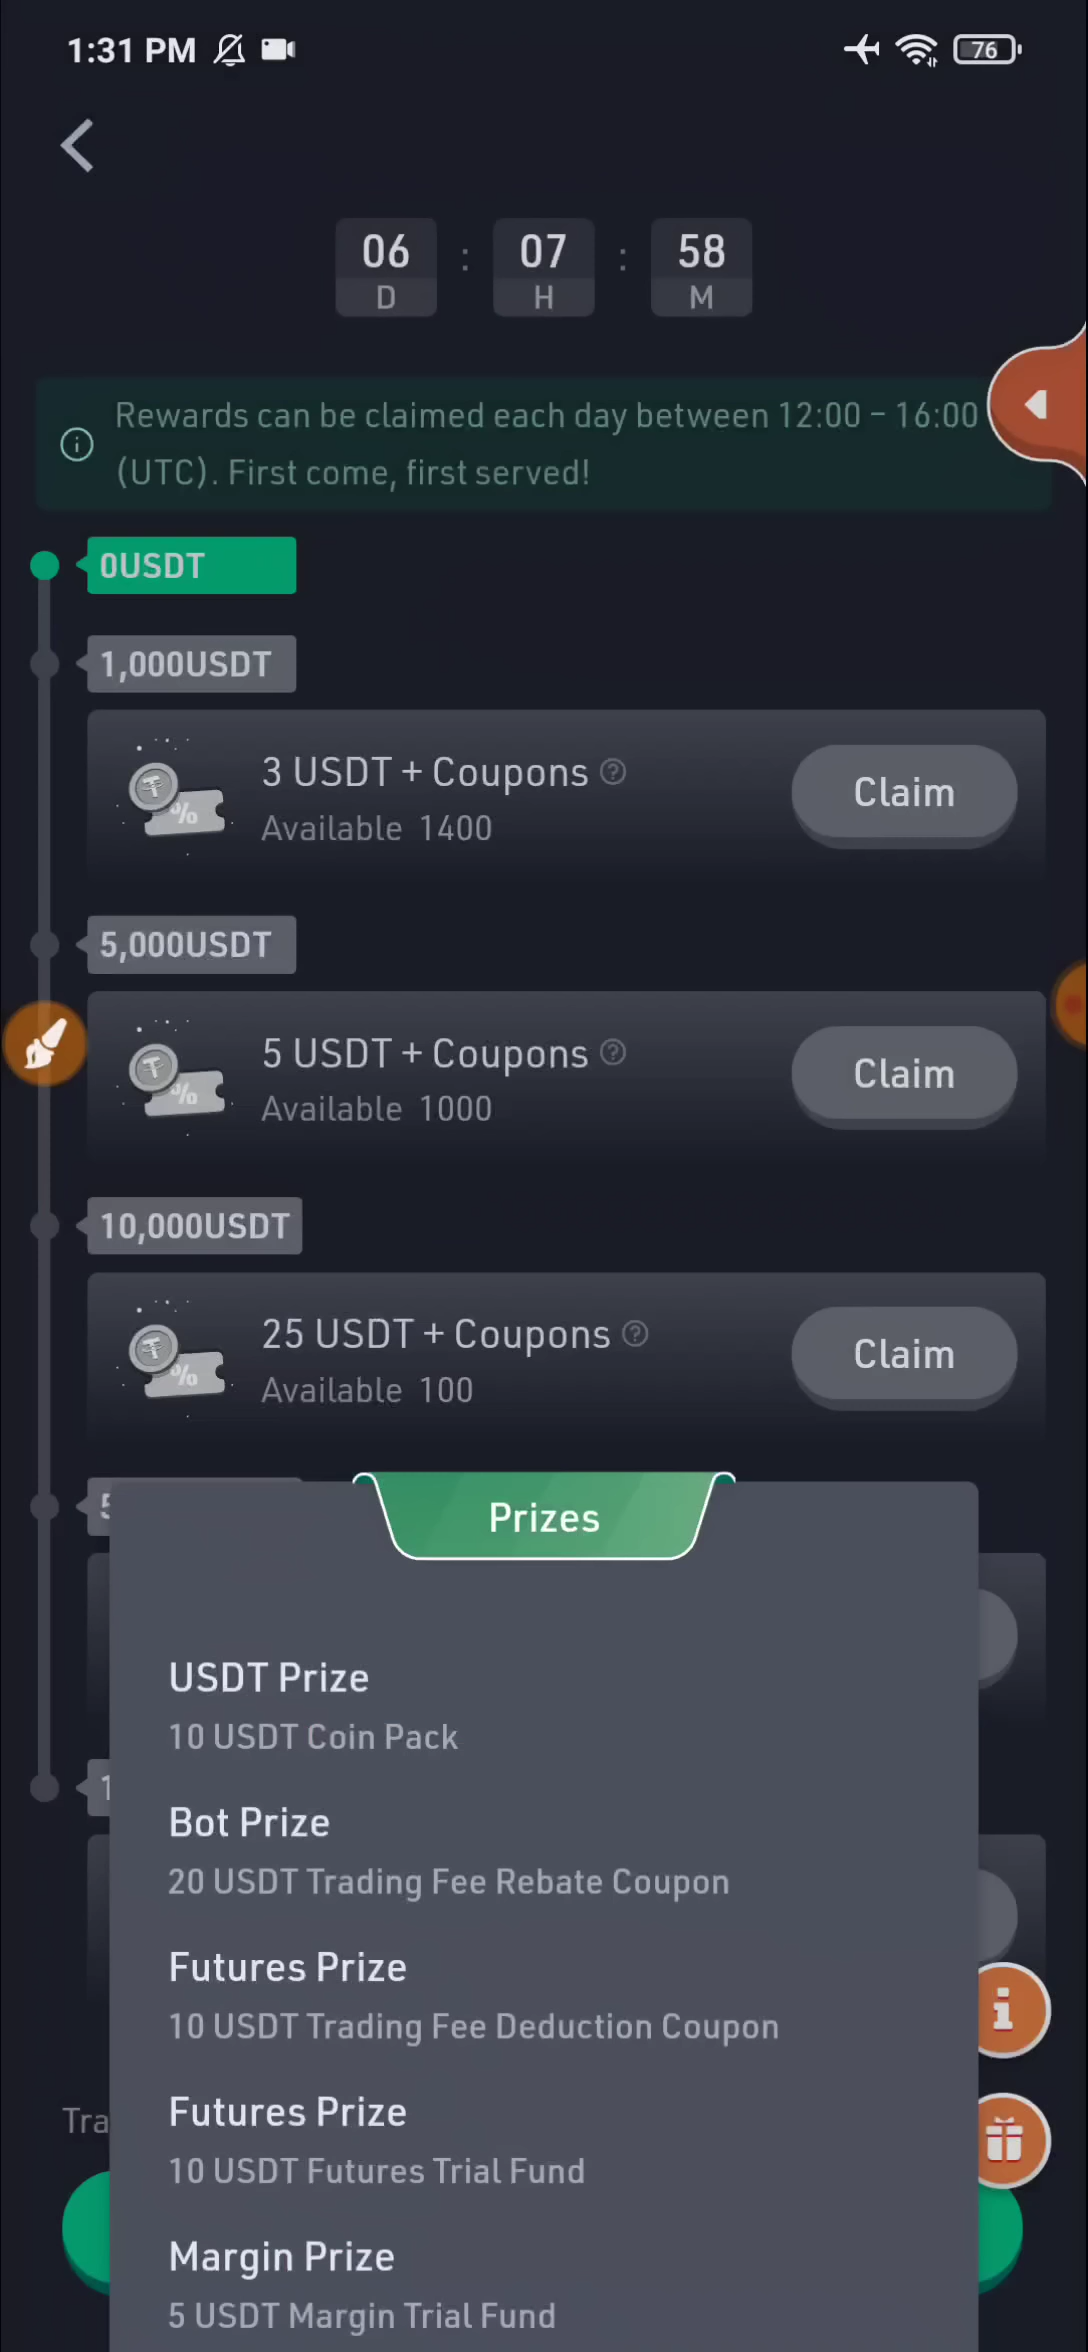 1:31 PM
76
06 : 07 : 58
D H M
Rewards can be claimed each day between 12:00 – 16:00
(UTC). First come, first served!
0USDT
1,000USDT
3 USDT + Coupons
Available 1400
Claim
5,000USDT
5 USDT + Coupons
Available 1000
Claim
10,000USDT
25 USDT + Coupons
Available 100
Claim
Prizes
USDT Prize
10 USDT Coin Pack
Bot Prize
20 USDT Trading Fee Rebate Coupon
Futures Prize
10 USDT Trading Fee Deduction Coupon
Futures Prize
10 USDT Futures Trial Fund
Tra
Margin Prize
5 USDT Margin Trial Fund